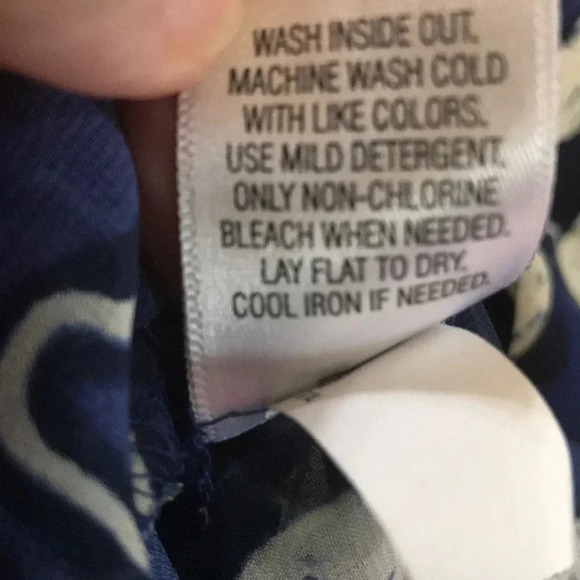 WASH INSIDE OUT,
MACHINE WASH COLD
WITH LIKE COLORS.
USE MILD DETERGENT,
ONLY NON-CHLORINE
BLEACH WHEN NEEDED.
LAY FLAT TO DRY.
COOL IRON IF NEEDED.